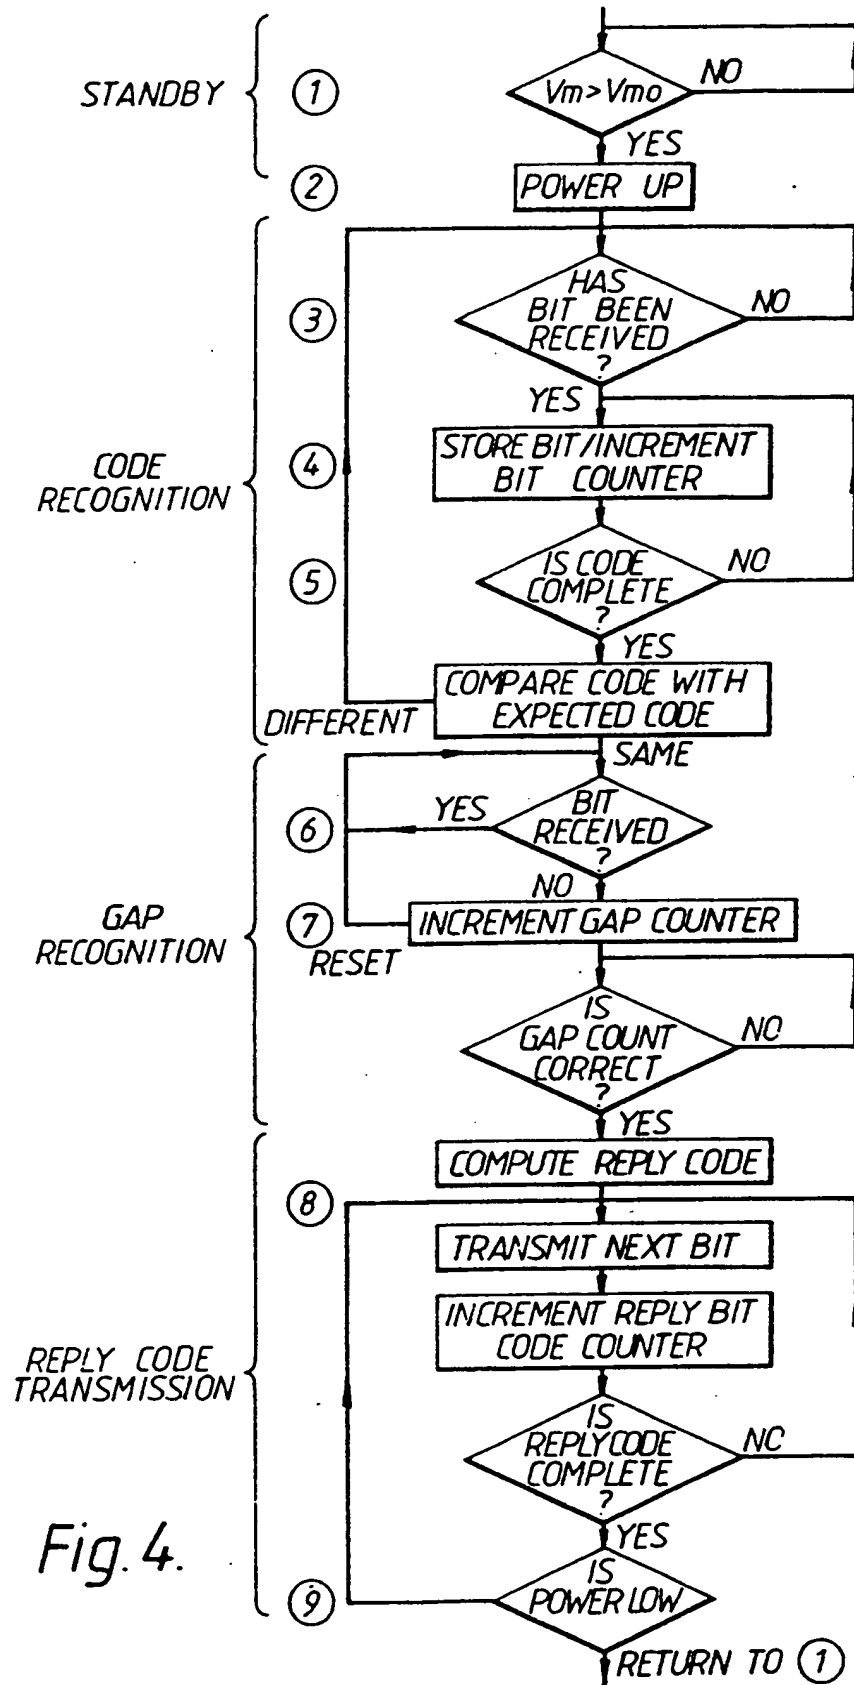 STANDBY
①
Vm>Vmo
NO
YES
②
POWER UP
CODE
RECOGNITION
③
HAS
BIT BEEN
RECEIVED
?
NO
YES
④
STORE BIT/INCREMENT
BIT COUNTER
⑤
IS CODE
COMPLETE
?
NO
YES
COMPARE CODE WITH
EXPECTED CODE
DIFFERENT
SAME
GAP
RECOGNITION
⑥
YES
BIT
RECEIVED
?
NO
⑦
INCREMENT GAP COUNTER
RESET
IS
GAP COUNT
CORRECT
?
NO
YES
REPLY CODE
TRANSMISSION
COMPUTE REPLY CODE
⑧
TRANSMIT NEXT BIT
INCREMENT REPLY BIT
CODE COUNTER
IS
REPLY CODE
COMPLETE
?
NO
YES
⑨
IS
POWER LOW
RETURN TO ①
Fig. 4.